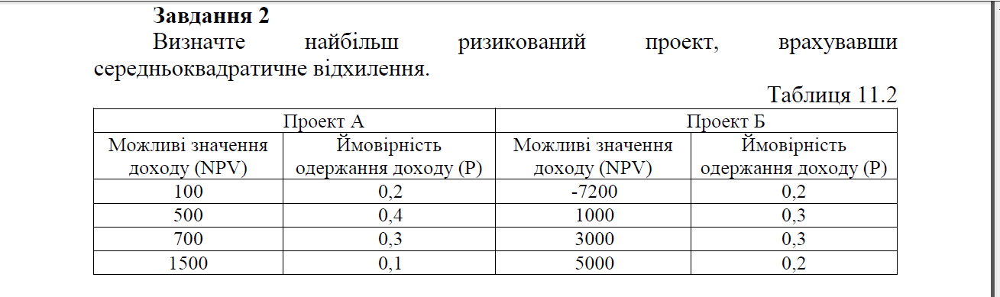 Завдання 2
Визначте найбільш ризикований проект, врахувавши
середньоквадратичне відхилення.
Таблиця 11.2
Проект А Проект Б
Можливі значення Ймовірність Можливі значення Ймовірність
доходу (NPV) одержання доходу (P) доходу (NPV) одержання доходу (P)
100 0,2 -7200 0,2
500 0,4 1000 0,3
700 0,3 3000 0,3
1500 0,1 5000 0,2